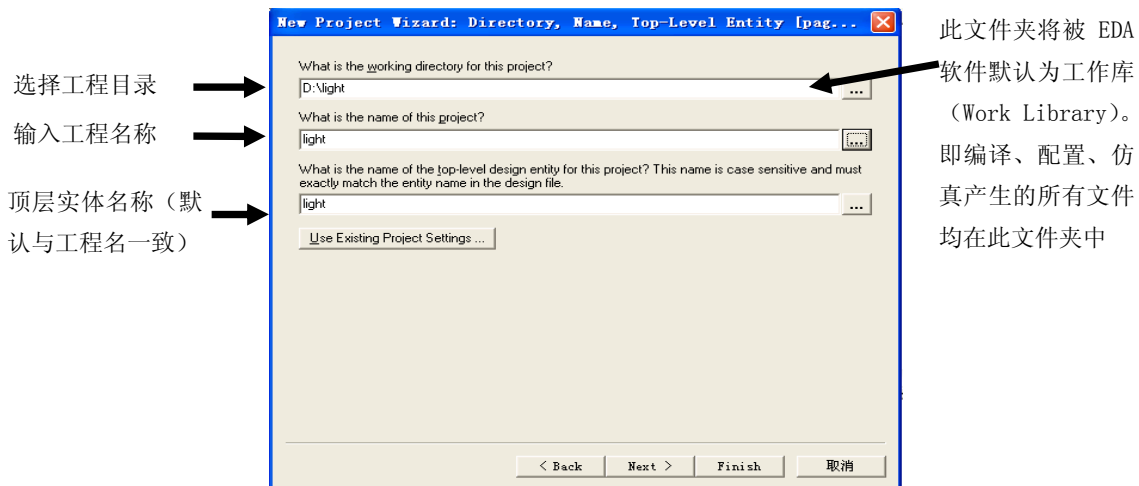 New Project Wizard: Directory, Name, Top-Level Entity [pag...
选择工程目录
输入工程名称
顶层实体名称（默
认与工程名一致）
What is the working directory for this project?
D:\light
...
What is the name of this project?
light
...
What is the name of the top-level design entity for this project? This name is case sensitive and must
exactly match the entity name in the design file.
light
...
Use Existing Project Settings ...
< Back
Next >
Finish
取消
此文件夹将被 EDA
软件默认为工作库
（Work Library）。
即编译、配置、仿
真产生的所有文件
均在此文件夹中